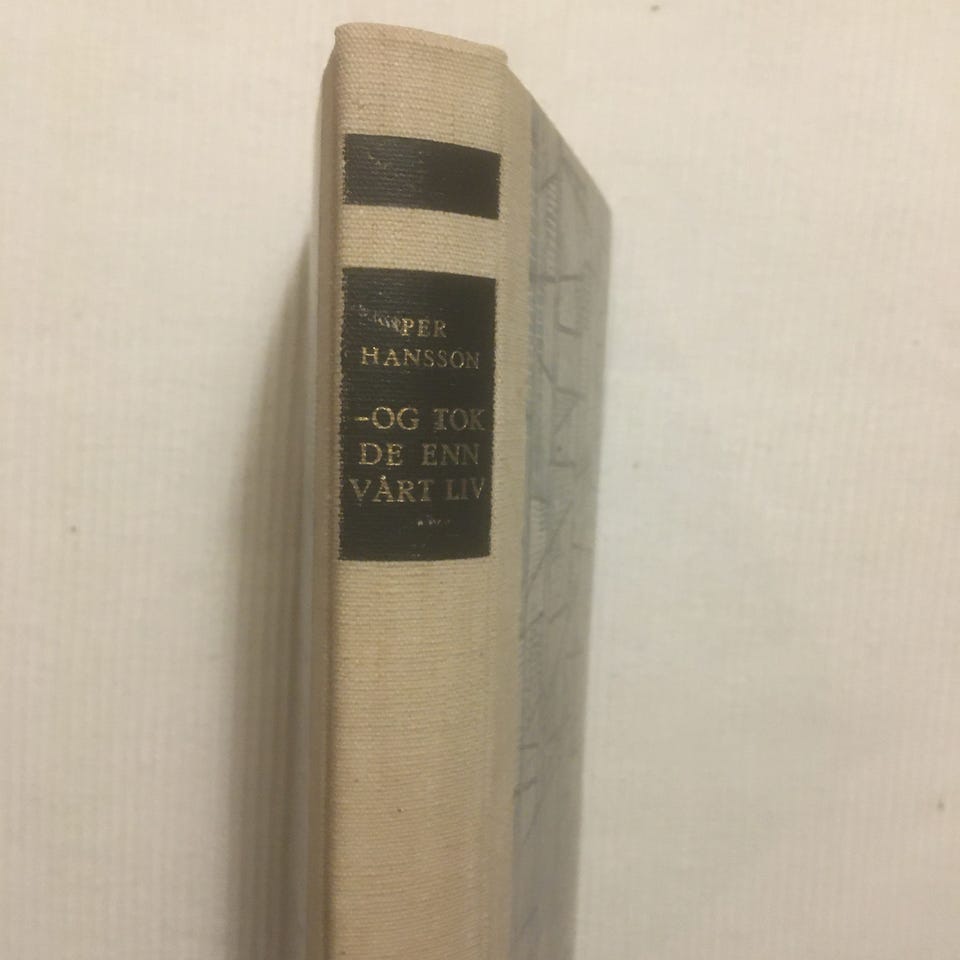 PER
HANSSON
-OG TOK
DE ENN
VÅRT LIV